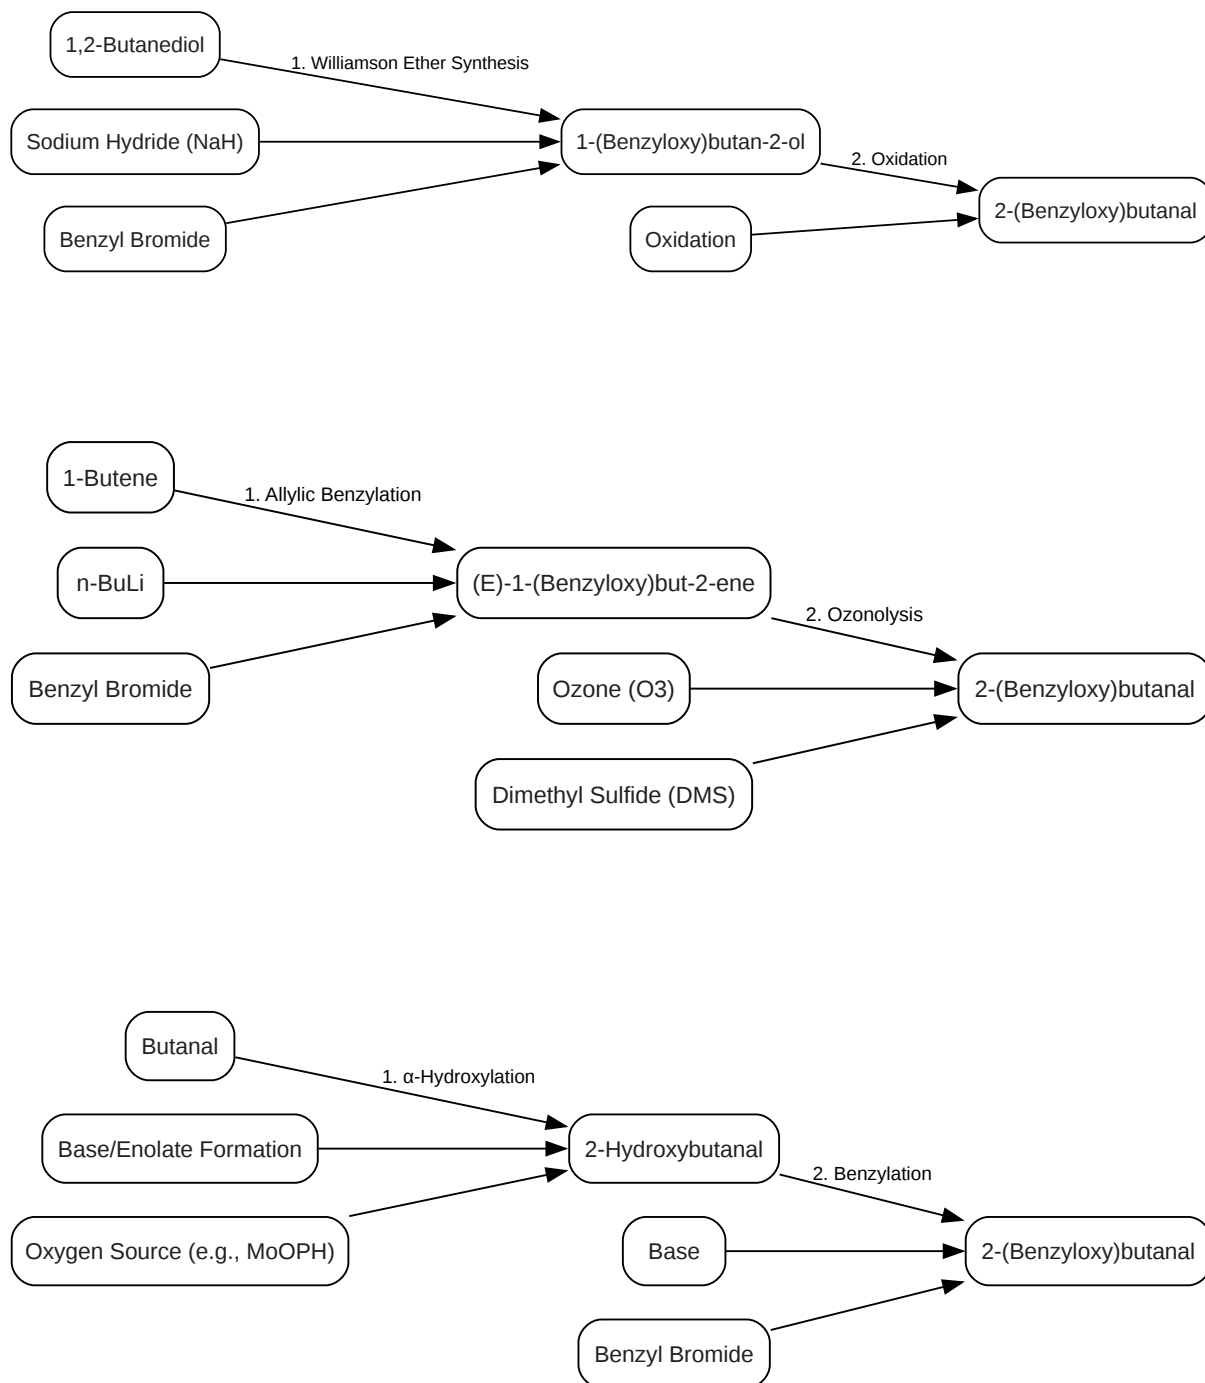 1,2-Butanediol
1. Williamson Ether Synthesis
Sodium Hydride (NaH)
1-(Benzyloxy)butan-2-ol
2. Oxidation
Benzyl Bromide
Oxidation
2-(Benzyloxy)butanal
1-Butene
1. Allylic Benzylation
n-BuLi
(E)-1-(Benzyloxy)but-2-ene
2. Ozonolysis
Benzyl Bromide
Ozone (O3)
2-(Benzyloxy)butanal
Dimethyl Sulfide (DMS)
Butanal
1. α-Hydroxylation
Base/Enolate Formation
2-Hydroxybutanal
2. Benzylation
Oxygen Source (e.g., MoOPH)
Base
2-(Benzyloxy)butanal
Benzyl Bromide